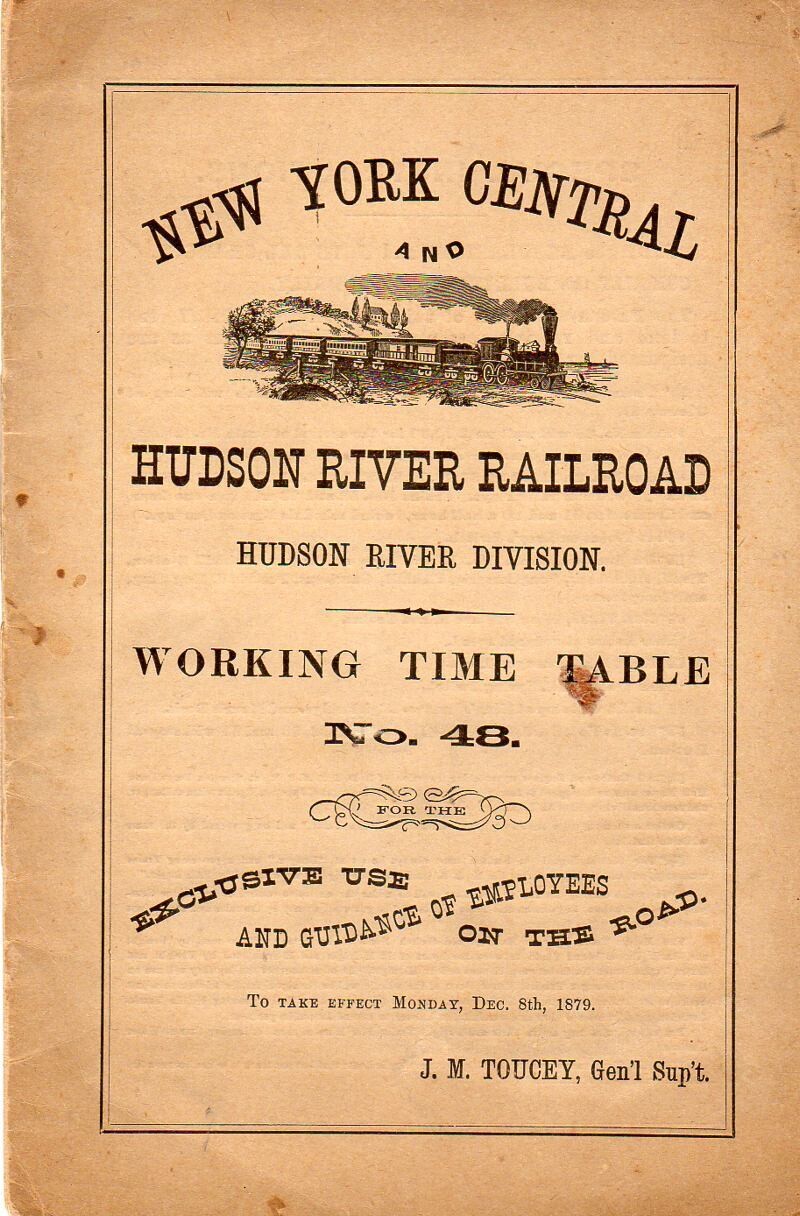 NEW YORK CENTRAL
AND
HUDSON RIVER RAILROAD
HUDSON RIVER DIVISION.
WORKING TIME TABLE
No. 48.
FOR THE
EXCLUSIVE USE
AND GUIDANCE OF EMPLOYEES
ON THE ROAD.
TO TAKE EFFECT MONDAY, DEC. 8th, 1879.
J. M. TOUCEY, Gen'l Sup't.